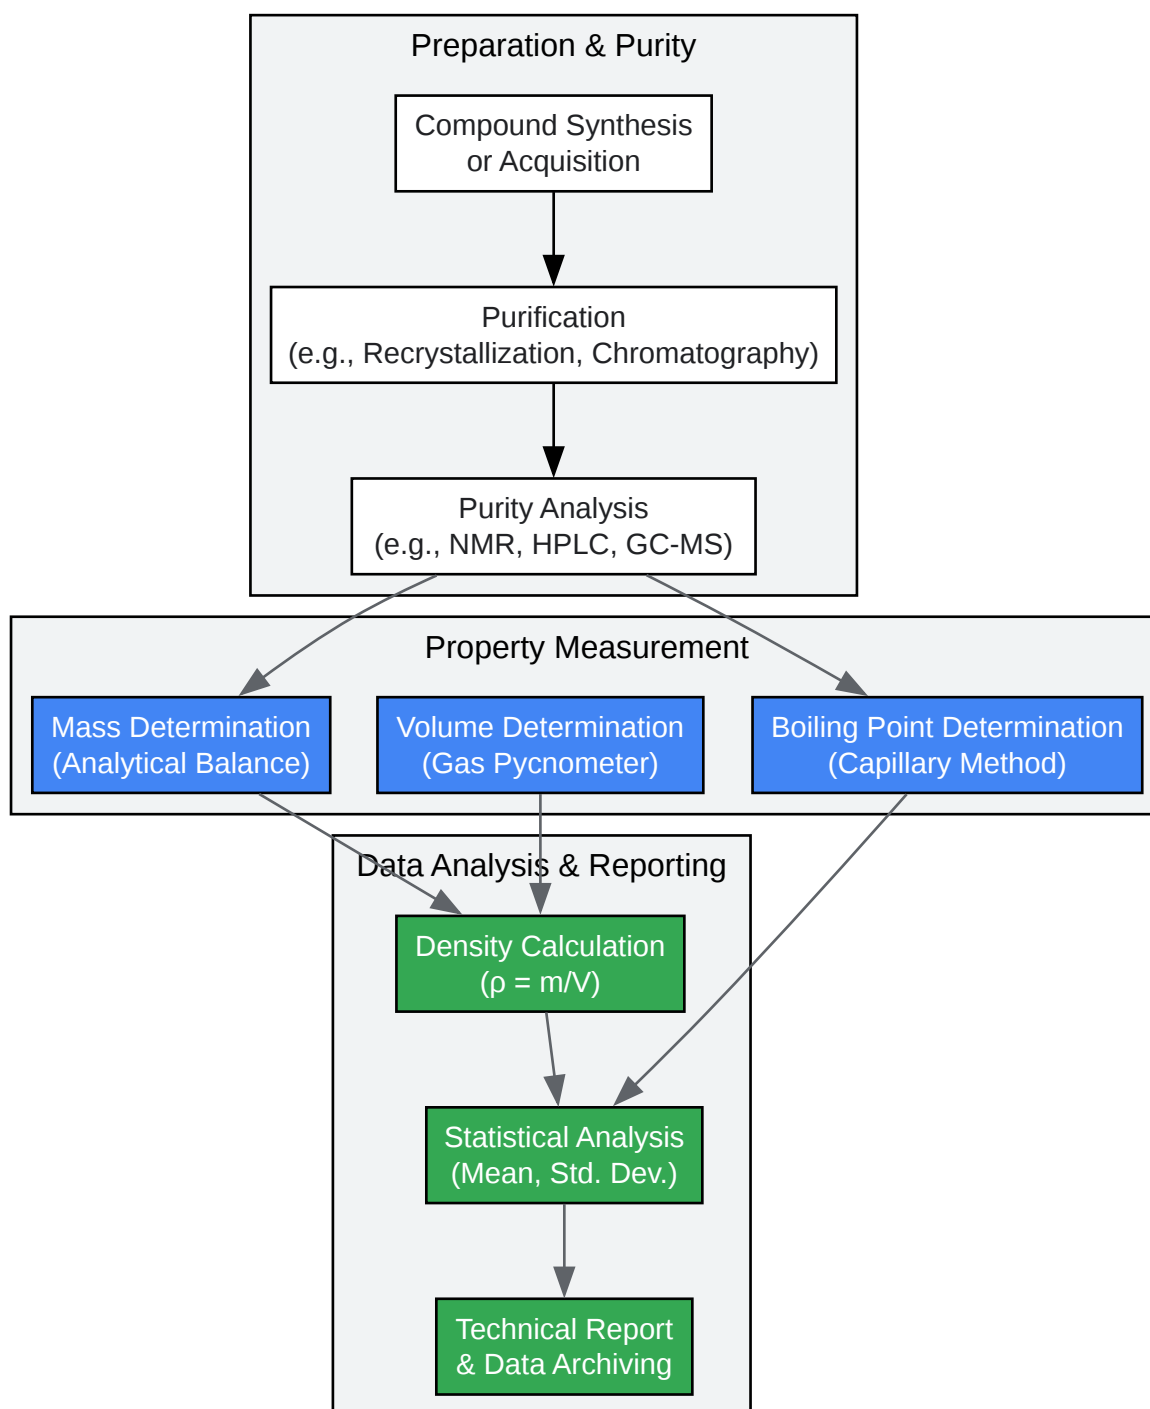 Preparation & Purity
Compound Synthesis
or Acquisition
Purification
(e.g., Recrystallization, Chromatography)
Purity Analysis
(e.g., NMR, HPLC, GC-MS)
Property Measurement
Mass Determination
(Analytical Balance)
Volume Determination
(Gas Pycnometer)
Boiling Point Determination
(Capillary Method)
Data Analysis & Reporting
Density Calculation
(ρ = m/V)
Statistical Analysis
(Mean, Std. Dev.)
Technical Report
& Data Archiving